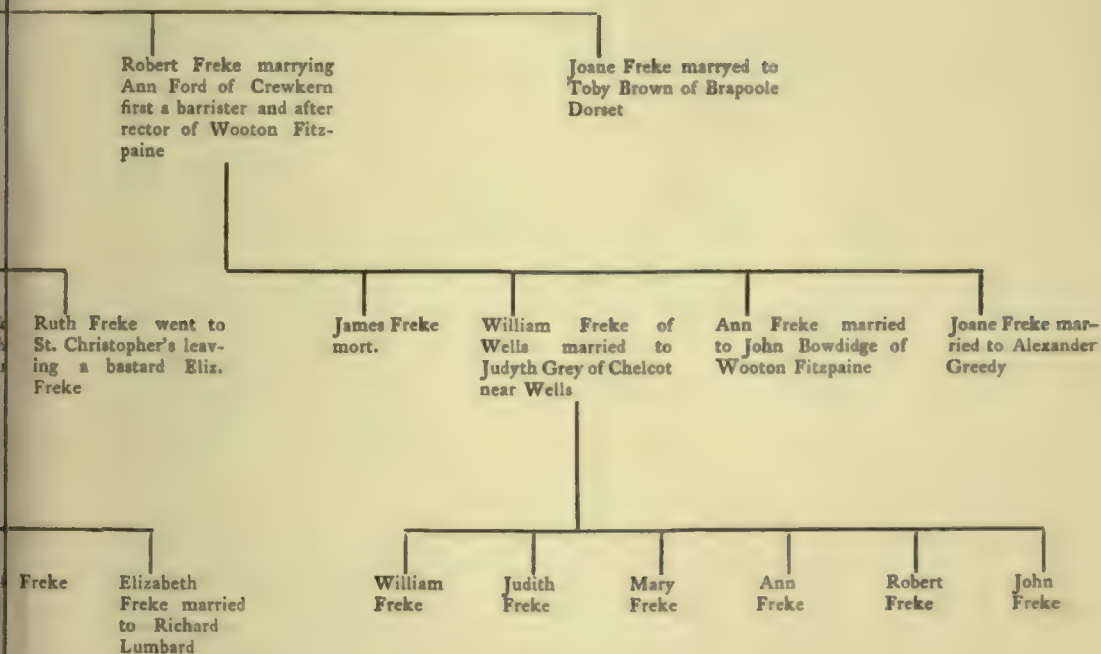 Robert Freke marrying
Ann Ford of Crewkern
first a barrister and after
rector of Wooton Fitz-
paine
Joane Freke marryed to
Toby Brown of Brapoole
Dorset
Ruth Freke went to
St. Christopher's leav-
ing a bastard Eliz.
Freke
James Freke
mort.
William Freke of
Wells married to
Judyth Grey of Chelcot
near Wells
Ann Freke married
to John Bowdidge of
Wooton Fitzpaine
Joane Freke mar-
ried to Alexander
Greedy
Freke
Elizabeth
Freke married
to Richard
Lumbard
William
Freke
Judith
Freke
Mary
Freke
Ann
Freke
Robert
Freke
John
Freke